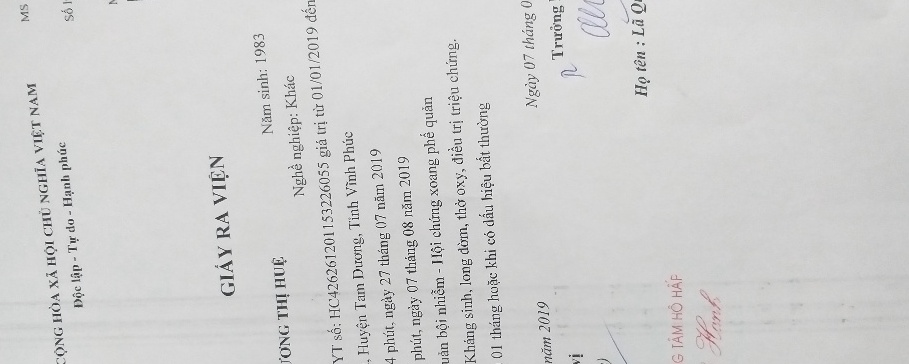 MS
CỘNG HÒA XÃ HỘI CHỦ NGHĨA VIỆT NAM
Số
Độc lập - Tự do - Hạnh phúc
GIẤY RA VIỆN
ƯƠNG THỊ HUỆ
Năm sinh: 1983
Nghề nghiệp: Khác
YT số: HC426261201153226055 giá trị từ 01/01/2019 đến
, Huyện Tam Dương, Tỉnh Vĩnh Phúc
4 phút, ngày 27 tháng 07 năm 2019
phút, ngày 07 tháng 08 năm 2019
uản bội nhiễm - Hội chứng xoang phế quản
Kháng sinh, long đờm, thở oxy, điều trị triệu chứng.
01 tháng hoặc khi có dấu hiệu bất thường
Ngày 07 tháng 0
năm 2019
Trưởng
vị
Họ tên : Lã Q
G TÂM HÔ HẤP